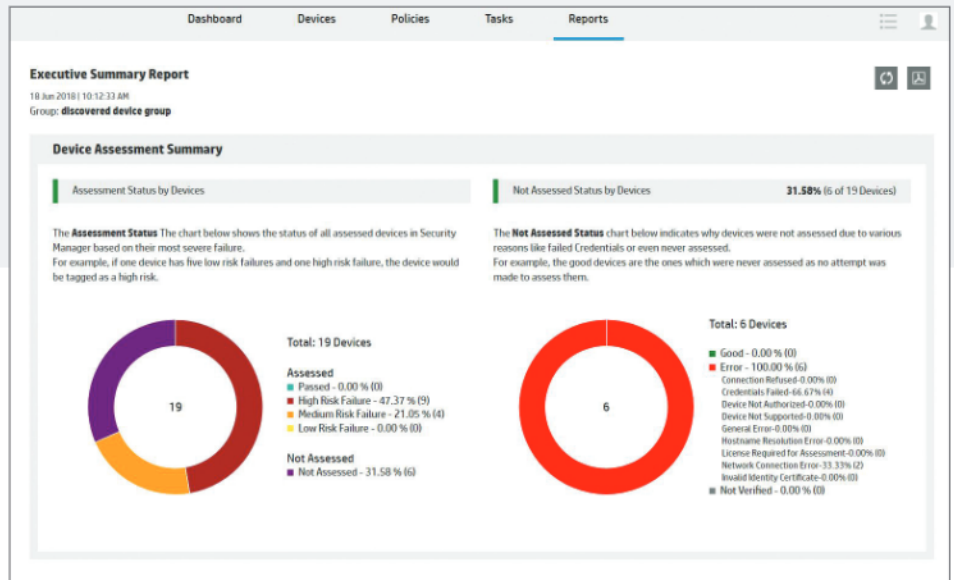 Dashboard Devices Policies Tasks Reports
Executive Summary Report
18 Jun 2018 | 10:12:33 AM
Group: discovered device group
Device Assessment Summary
Assessment Status by Devices
The Assessment Status The chart below shows the status of all assessed devices in Security
Manager based on their most severe failure.
For example, if one device has five low risk failures and one high risk failure, the device would
be tagged as a high risk.
19
Total: 19 Devices
Assessed
Passed - 0.00 % (0)
High Risk Failure - 47.37 % (9)
Medium Risk Failure - 21.05 % (4)
Low Risk Failure - 0.00 % (0)
Not Assessed
Not Assessed - 31.58 % (6)
Not Assessed Status by Devices 31.58% (6 of 19 Devices)
The Not Assessed Status chart below indicates why devices were not assessed due to various
reasons like failed Credentials or even never assessed.
For example, the good devices are the ones which were never assessed as no attempt was
made to assess them.
6
Total: 6 Devices
Good - 0.00 % (0)
Error - 100.00 % (6)
Connection Refused-0.00% (0)
Credentials Failed-66.67% (4)
Device Not Authorized-0.00% (0)
Device Not Supported-0.00% (0)
General Error-0.00% (0)
Hostname Resolution Error-0.00% (0)
License Required for Assessment-0.00% (0)
Network Connection Error-33.33% (2)
Invalid Identity Certificate-0.00% (0)
Not Verified - 0.00 % (0)